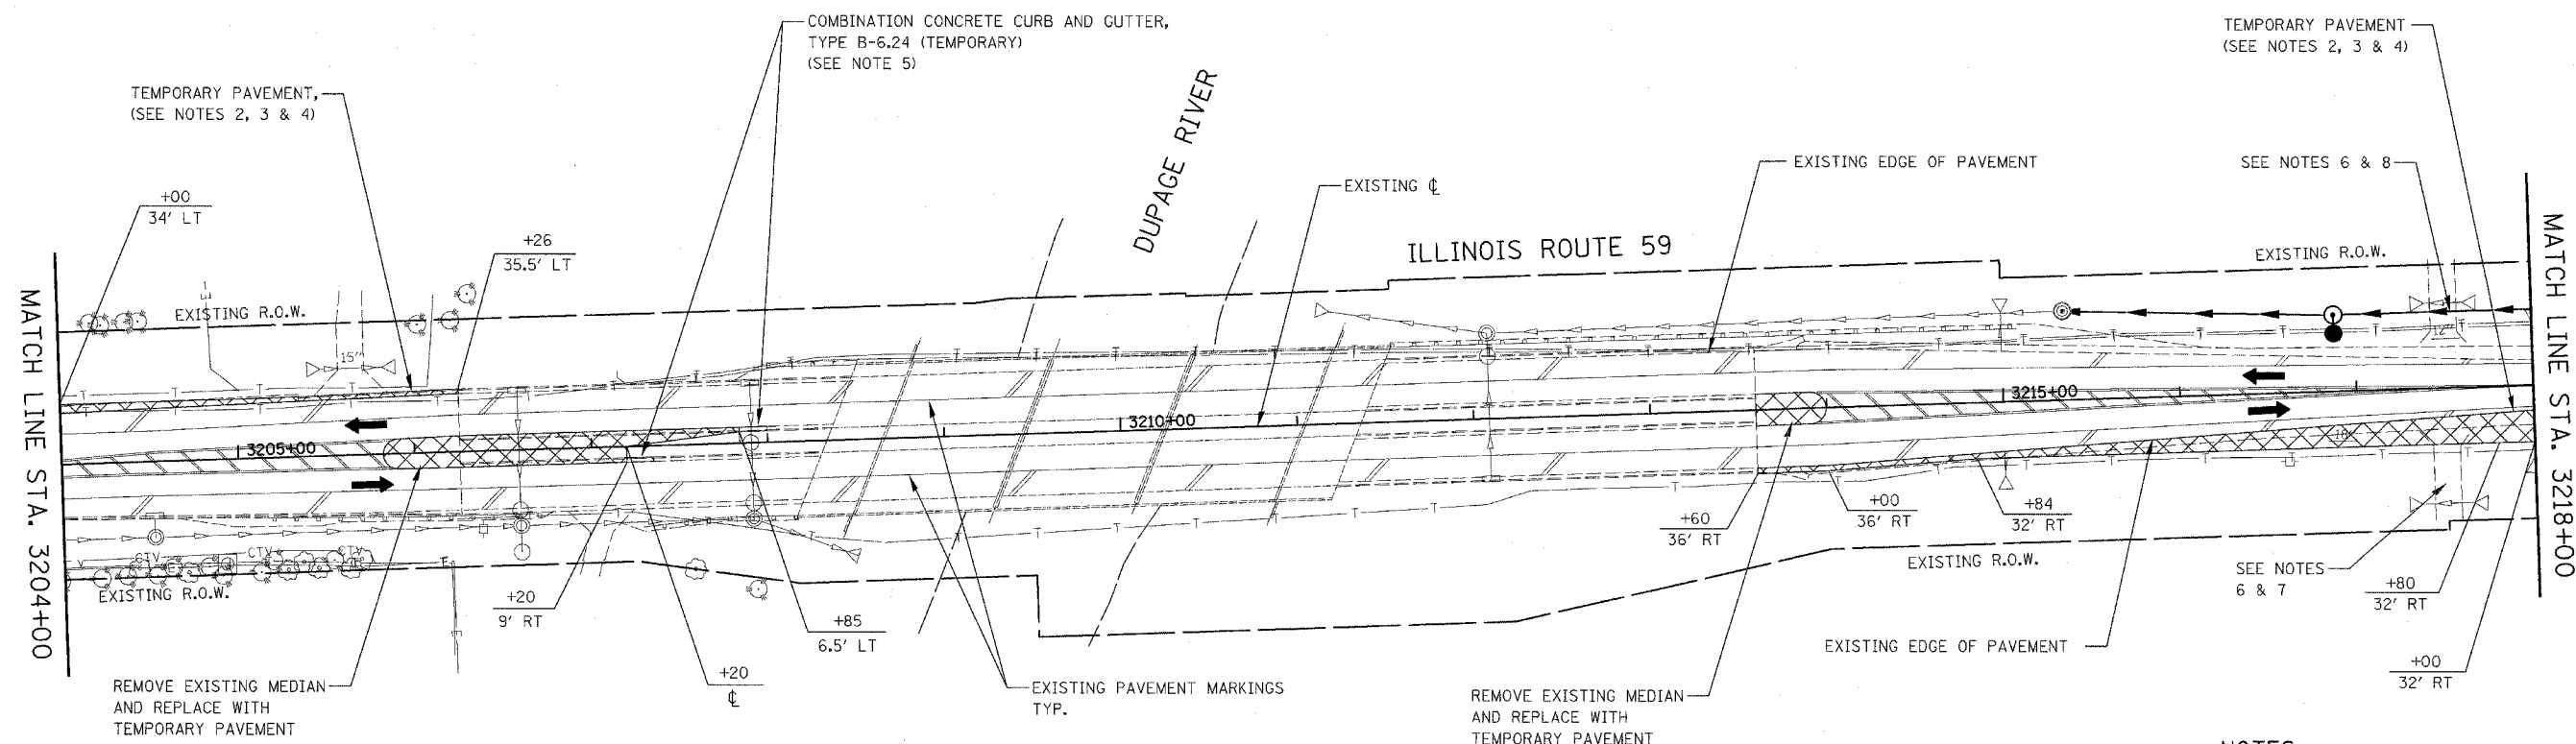 COMBINATION CONCRETE CURB AND GUTTER,
TYPE B-6.24 (TEMPORARY)
(SEE NOTE 5)
TEMPORARY PAVEMENT
(SEE NOTES 2, 3 & 4)
TEMPORARY PAVEMENT,
(SEE NOTES 2, 3 & 4)
DUPAGE RIVER
EXISTING EDGE OF PAVEMENT
SEE NOTES 6 & 8
EXISTING ℄
+00
34' LT
+26
35.5' LT
ILLINOIS ROUTE 59
EXISTING R.O.W.
EXISTING R.O.W.
MATCH LINE STA. 3204+00
MATCH LINE STA. 3218+00
15"
12"
3205+00
3210+00
3215+00
+60
36' RT
+00
36' RT
+84
32' RT
CTV
CTV
CTV
EXISTING R.O.W.
EXISTING R.O.W.
SEE NOTES
6 & 7
+80
32' RT
+20
9' RT
+85
6.5' LT
EXISTING EDGE OF PAVEMENT
+20
℄
+00
32' RT
REMOVE EXISTING MEDIAN
AND REPLACE WITH
TEMPORARY PAVEMENT
EXISTING PAVEMENT MARKINGS
TYP.
REMOVE EXISTING MEDIAN
AND REPLACE WITH
TEMPORARY PAVEMENT
NOTES